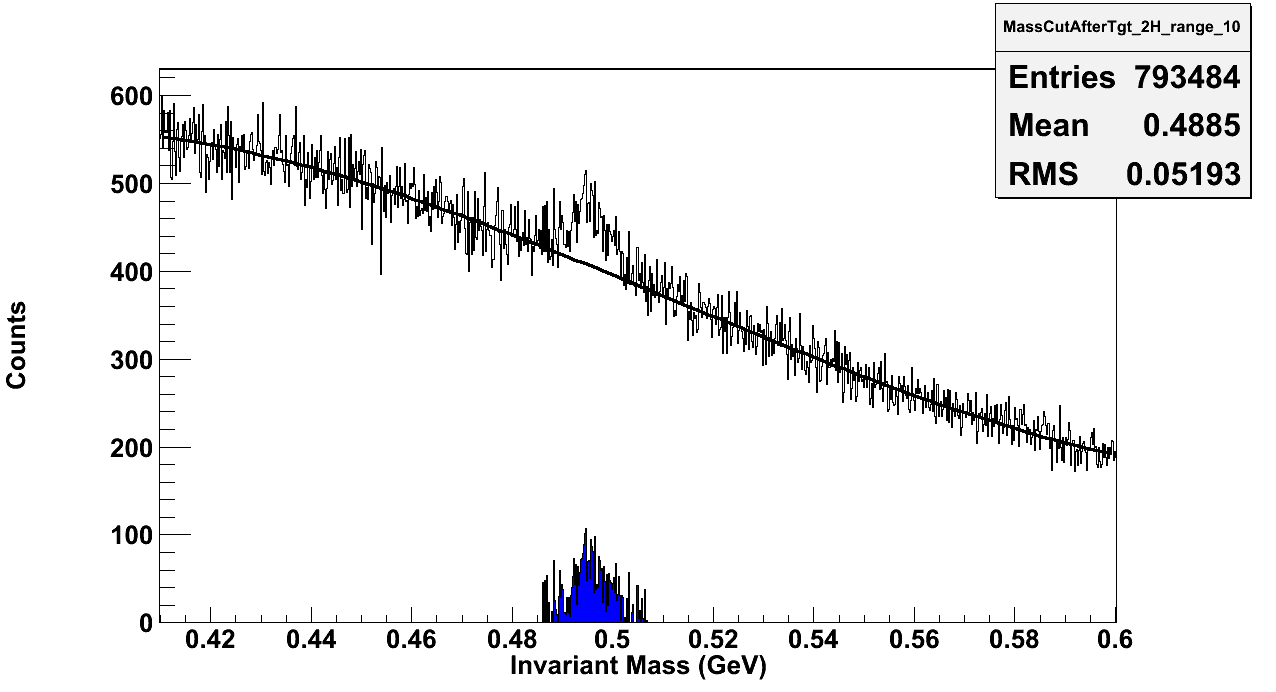 MassCutAfterTgt_2H_range_10
Entries 793484
Mean 0.4885
RMS 0.05193
600
500
400
300
200
100
0
Counts
0.42 0.44 0.46 0.48 0.5 0.52 0.54 0.56 0.58 0.6
Invariant Mass (GeV)